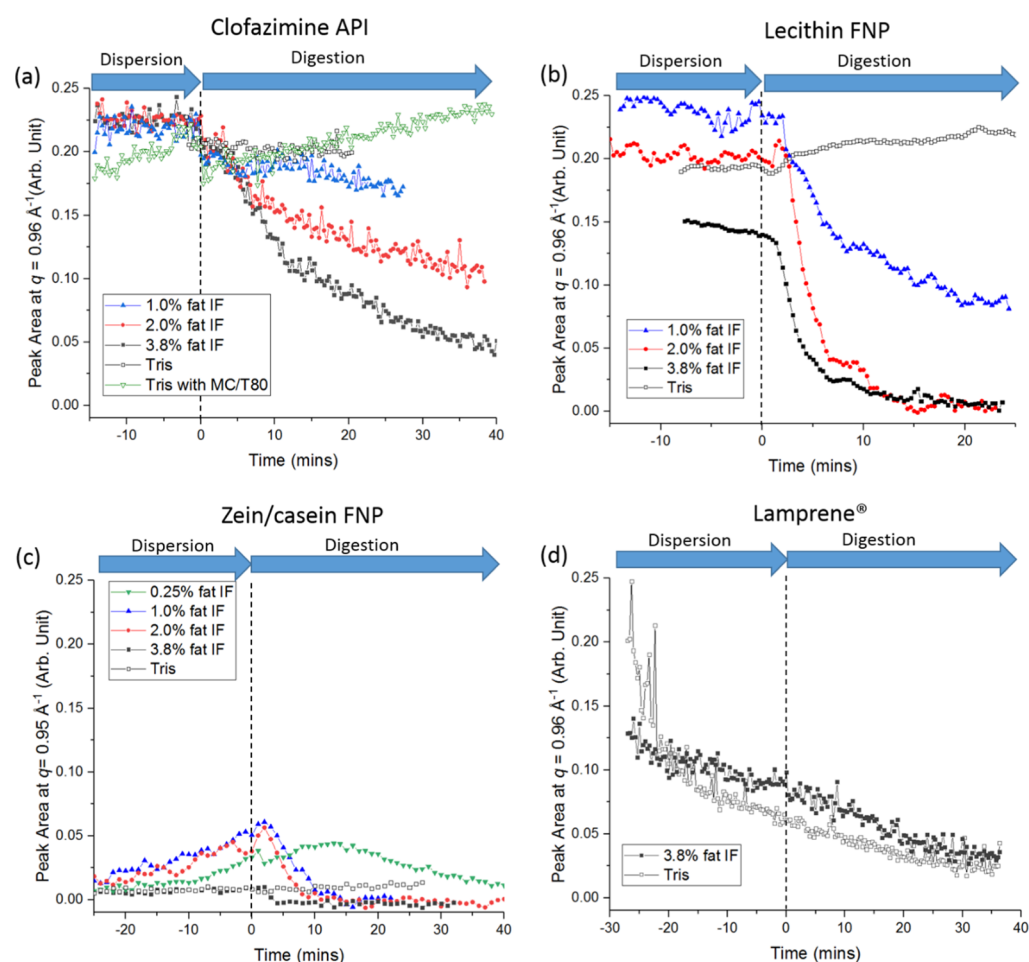 Clofazimine API
(a)
Dispersion
Digestion
Peak Area at q = 0.96 Å⁻¹(Arb. Unit)
0.25
0.20
0.15
0.10
0.05
0.00
1.0% fat IF
2.0% fat IF
3.8% fat IF
Tris
Tris with MC/T80
-10 0 10 20 30 40
Time (mins)
Lecithin FNP
(b)
Dispersion
Digestion
Peak Area at q = 0.96 Å⁻¹(Arb. Unit)
0.25
0.20
0.15
0.10
0.05
0.00
1.0% fat IF
2.0% fat IF
3.8% fat IF
Tris
-10 0 10 20
Time (mins)
Zein/casein FNP
(c)
Dispersion
Digestion
Peak Area at q= 0.95 Å⁻¹ (Arb. Unit)
0.25
0.20
0.15
0.10
0.05
0.00
0.25% fat IF
1.0% fat IF
2.0% fat IF
3.8% fat IF
Tris
-20 -10 0 10 20 30 40
Time (mins)
Lamprene®
(d)
Dispersion
Digestion
Peak Area at q = 0.96 Å⁻¹ (Arb. Unit)
0.25
0.20
0.15
0.10
0.05
0.00
3.8% fat IF
Tris
-30 -20 -10 0 10 20 30 40
Time (mins)